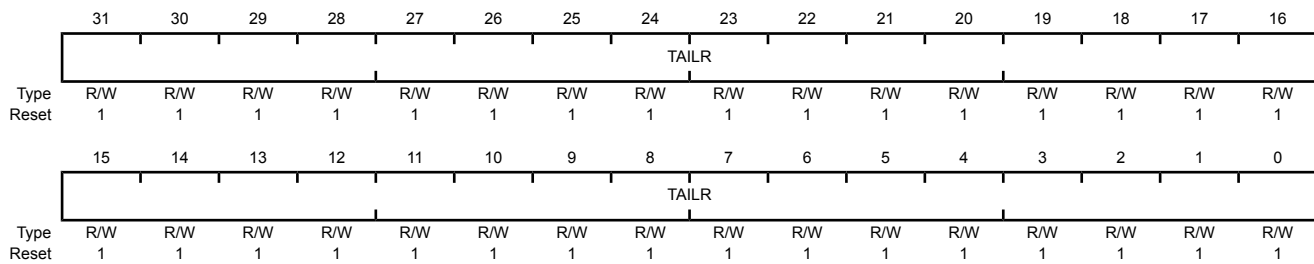 31 30 29 28 27 26 25 24 23 22 21 20 19 18 17 16
TAILR
Type R/W R/W R/W R/W R/W R/W R/W R/W R/W R/W R/W R/W R/W R/W R/W R/W
Reset 1 1 1 1 1 1 1 1 1 1 1 1 1 1 1 1
15 14 13 12 11 10 9 8 7 6 5 4 3 2 1 0
TAILR
Type R/W R/W R/W R/W R/W R/W R/W R/W R/W R/W R/W R/W R/W R/W R/W R/W
Reset 1 1 1 1 1 1 1 1 1 1 1 1 1 1 1 1